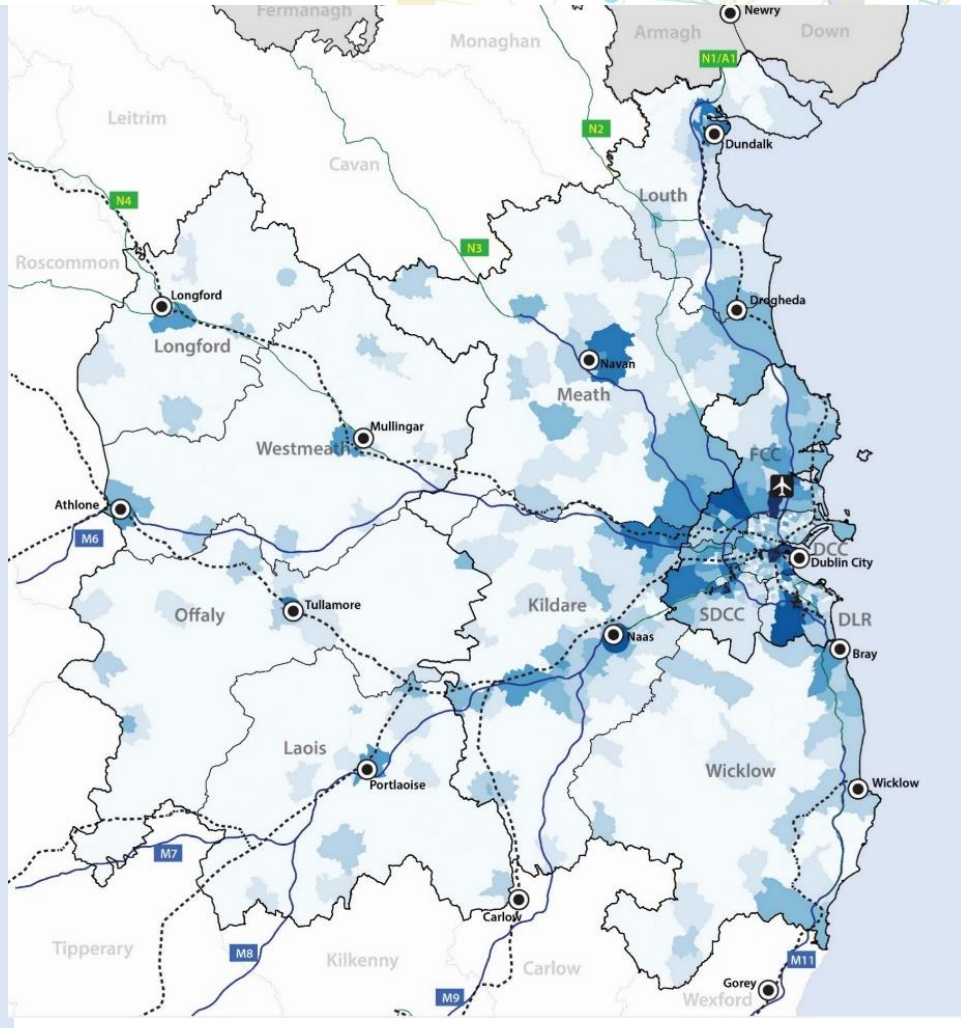 Fermanagh
Newry
Armagh
Down
Monaghan
N1/A1
Leitrim
N2
Dundalk
Cavan
N4
Louth
N3
Roscommon
Longford
Drogheda
Longford
Navan
Meath
Mullingar
Westmeath
FCC
Athlone
M6
DCC
Dublin City
Offaly
Tullamore
Kildare
SDCC
DLR
Naas
Bray
Laois
Wicklow
Portlaoise
Wicklow
M7
Carlow
Tipperary
M8
Kilkenny
Carlow
M11
M9
Gorey
Wexford